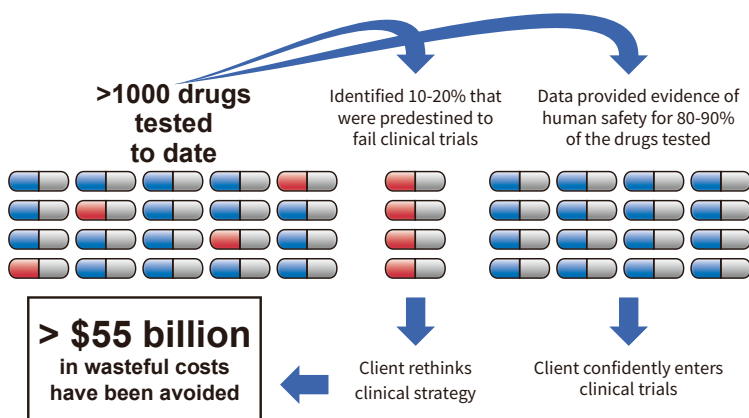 >1000 drugs
tested
to date
Identified 10-20% that
were predestined to
fail clinical trials
Data provided evidence of
human safety for 80-90%
of the drugs tested
> $55 billion
in wasteful costs
have been avoided
Client rethinks
clinical strategy
Client confidently enters
clinical trials